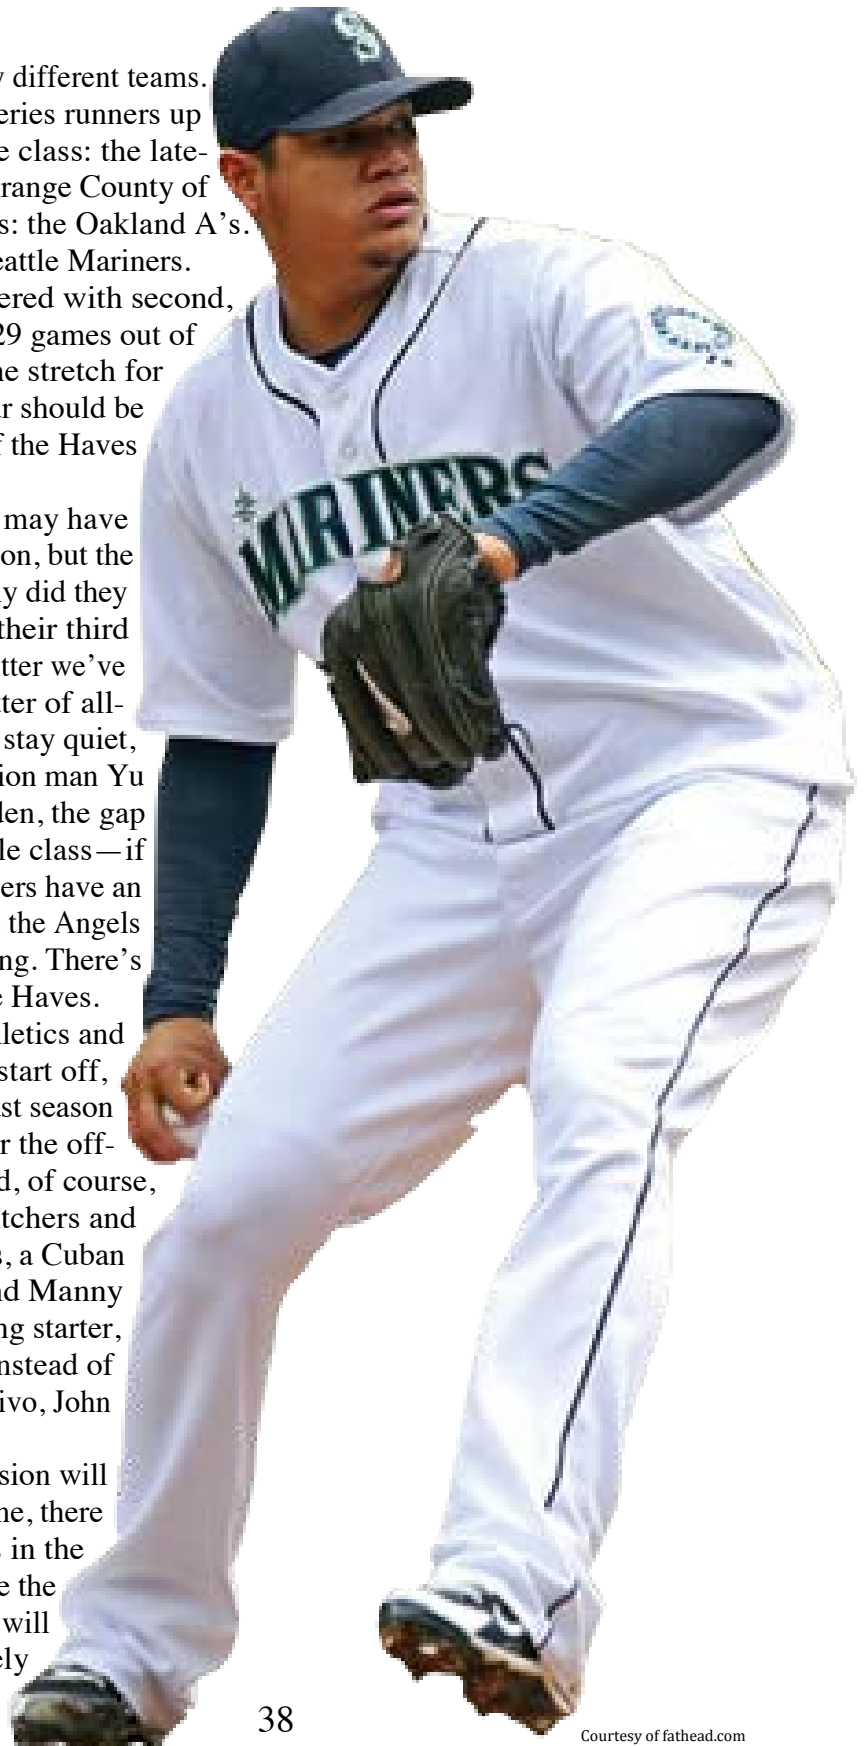 different teams.
eries runners up
e class: the late-
range County of
s: the Oakland A's.
eattle Mariners.
ered with second,
29 games out of
he stretch for
r should be
f the Haves
may have
on, but the
ly did they
their third
tter we've
ter of all-
stay quiet,
ion man Yu
den, the gap
le class—if
ers have an
the Angels
ng. There's
e Haves.
letics and
start off,
ast season
r the off-
d, of course,
tchers and
s, a Cuban
nd Manny
ng starter,
nstead of
ivo, John
sion will
ne, there
s in the
e the
will
ely
S
MARINERS
38
Courtesy of fathead.com